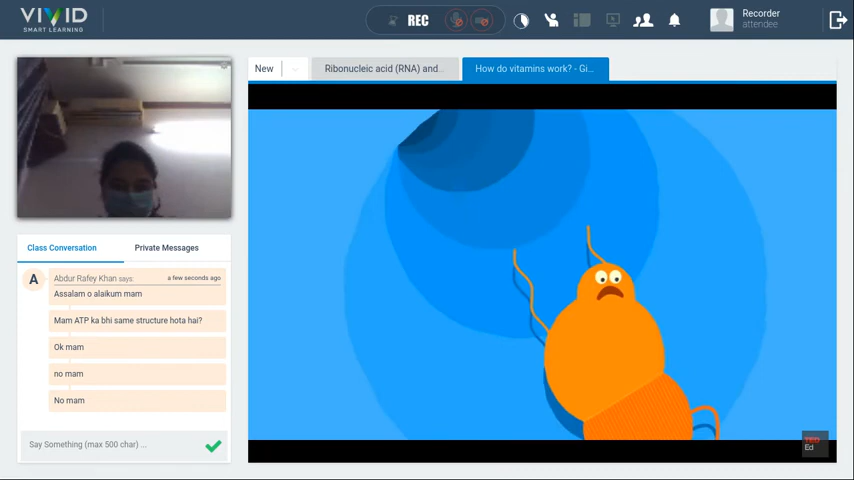 VIVID
SMART LEARNING
REC
Recorder
attendee
New
Ribonucleic acid (RNA) and..
How do vitamins work? - Gi...
Class Conversation
Private Messages
A
Abdur Rafey Khan says:
a few seconds ago
Assalam o alaikum mam
Mam ATP ka bhi same structure hota hai?
Ok mam
no mam
No mam
Say Something (max 500 char) ...
TED
Ed